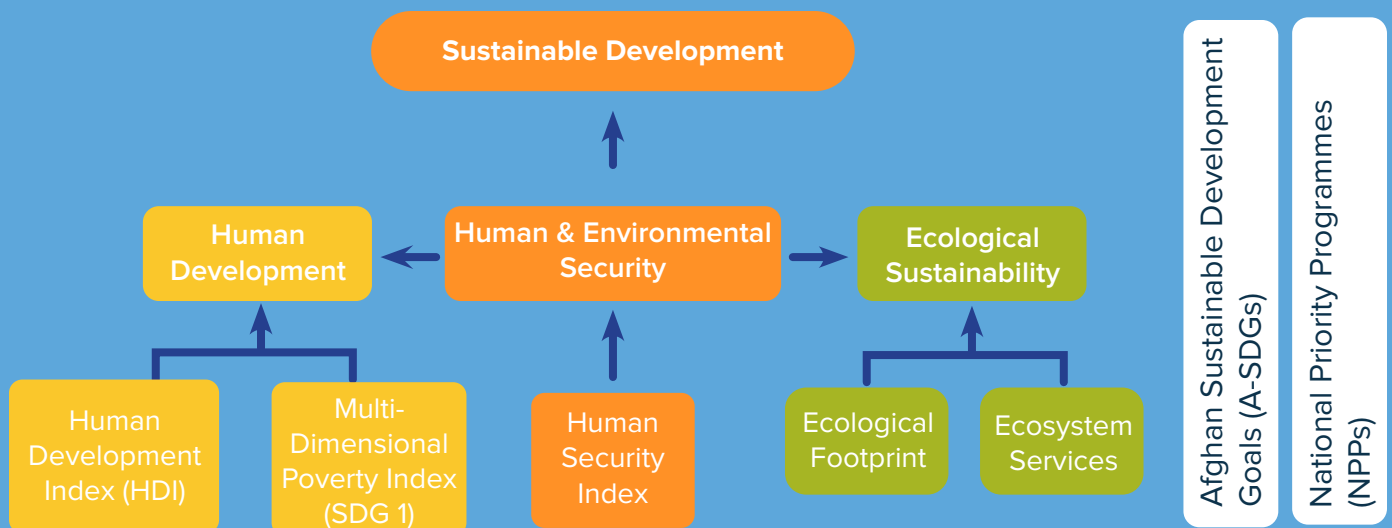 Sustainable Development
Human
Development
Human & Environmental
Security
Ecological
Sustainability
Human
Development
Index (HDI)
Multi-
Dimensional
Poverty Index
(SDG 1)
Human
Security
Index
Ecological
Footprint
Ecosystem
Services
Afghan Sustainable Development
Goals (A-SDGs)
National Priority Programmes
(NPPs)